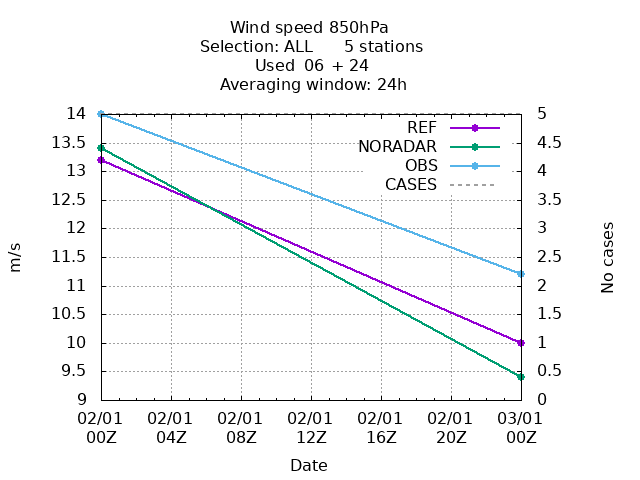 Wind speed 850hPa
Selection: ALL      5 stations
Used  06 + 24
Averaging window: 24h
14
13.5
13
12.5
12
11.5
11
10.5
10
9.5
9
m/s
REF
NORADAR
OBS
CASES
5
4.5
4
3.5
3
2.5
2
1.5
1
0.5
0
No cases
02/01 02/01 02/01 02/01 02/01 02/01 03/01
00Z 04Z 08Z 12Z 16Z 20Z 00Z
Date